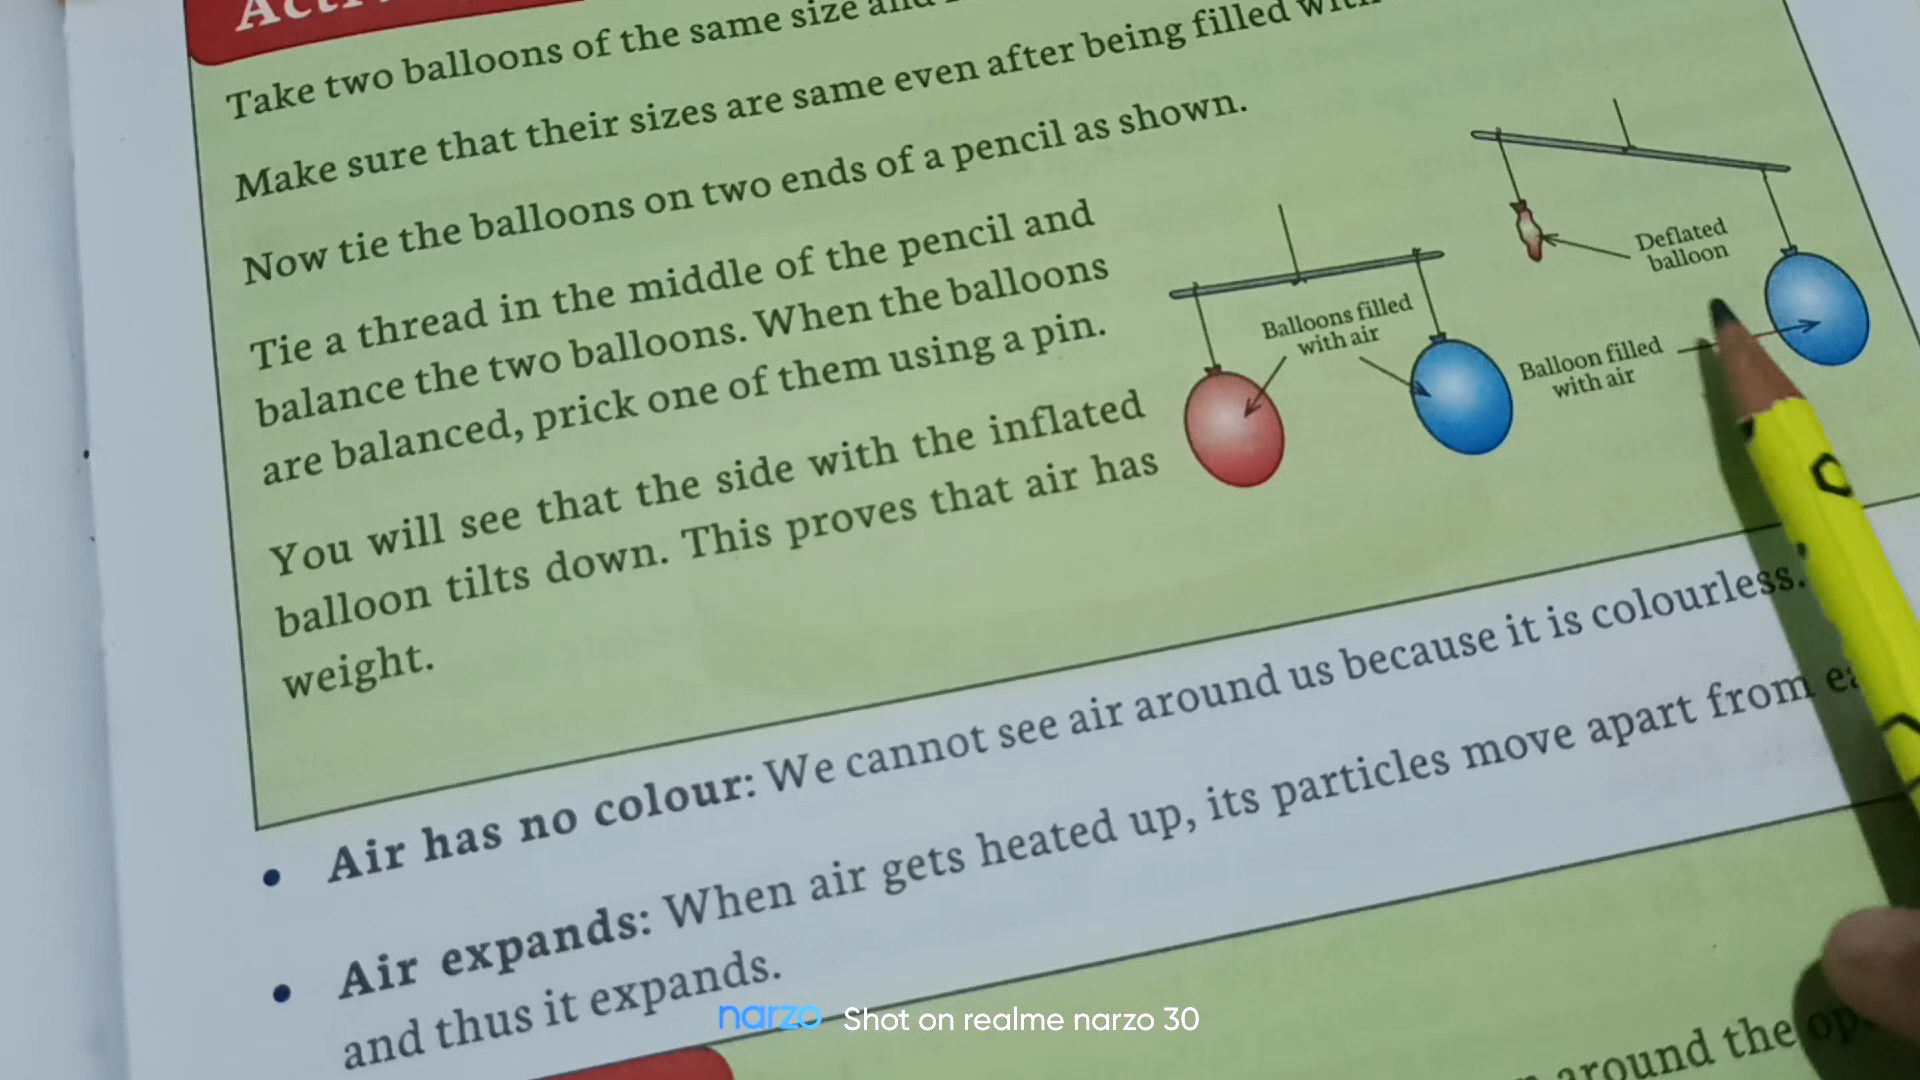 Take two balloons of the same size
Make sure that their sizes are same even after being filled
Now tie the balloons on two ends of a pencil as shown.
Tie a thread in the middle of the pencil and
balance the two balloons. When the balloons
are balanced, prick one of them using a pin.
You will see that the side with the inflated
balloon tilts down. This proves that air has
weight.
Balloons filled
with air
Deflated
balloon
Balloon filled
with air
• Air has no colour: We cannot see air around us because it is colourless.
• Air expands: When air gets heated up, its particles move apart from
and thus it expands.
around the
narzo Shot on realme narzo 30